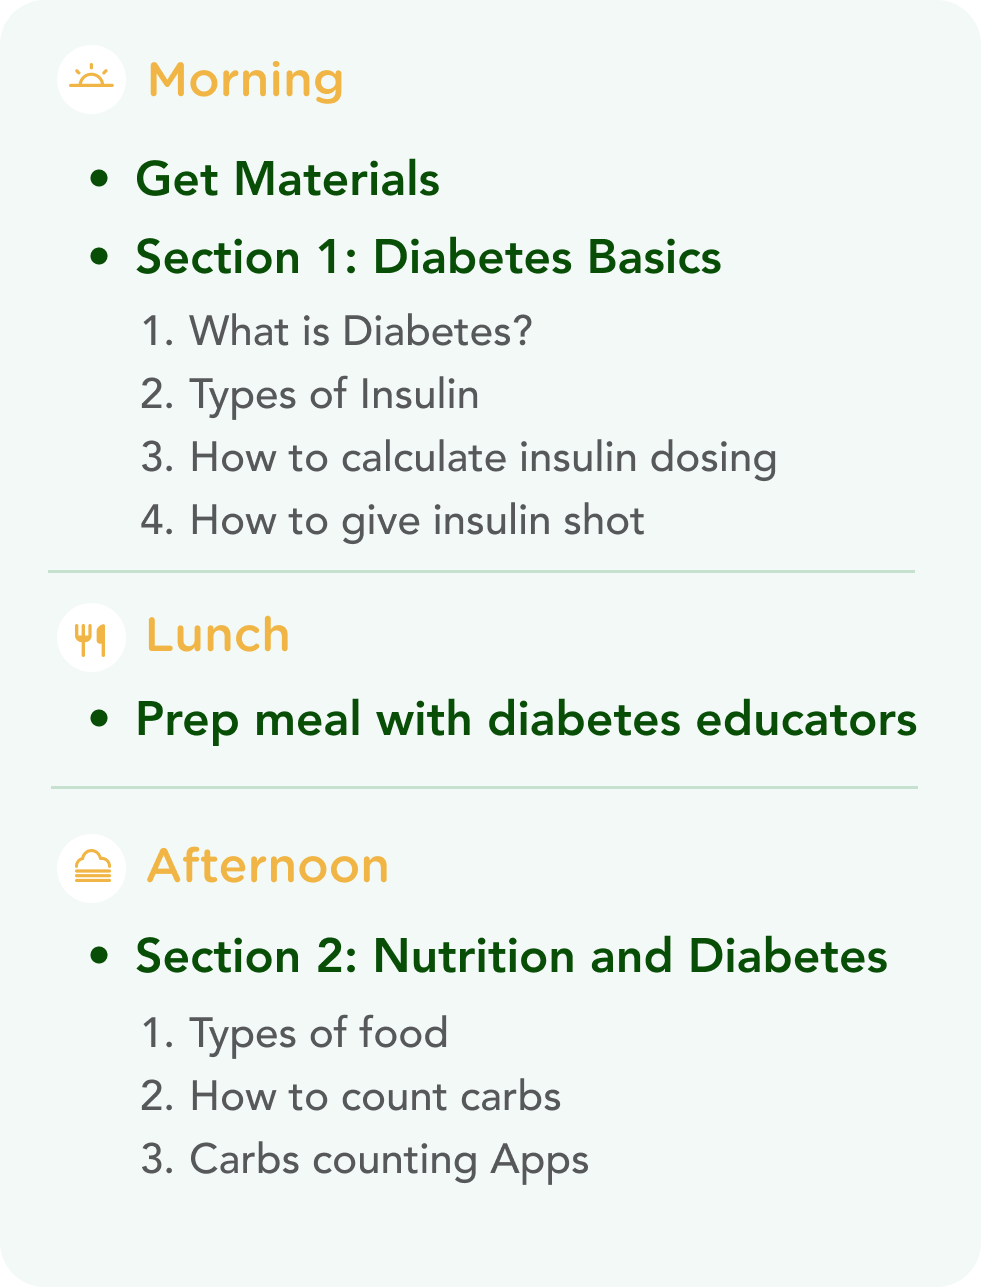 Morning
• Get Materials
• Section 1: Diabetes Basics
1. What is Diabetes?
2. Types of Insulin
3. How to calculate insulin dosing
4. How to give insulin shot
Lunch
• Prep meal with diabetes educators
Afternoon
• Section 2: Nutrition and Diabetes
1. Types of food
2. How to count carbs
3. Carbs counting Apps